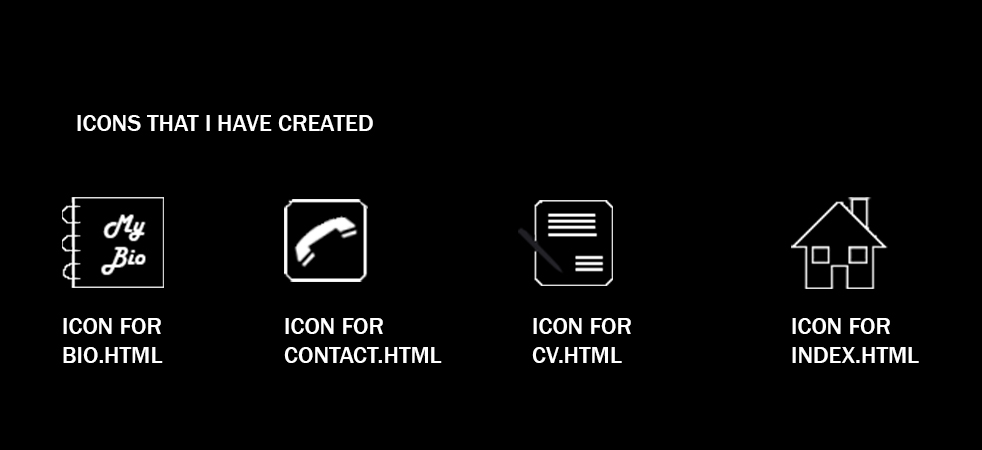 ICONS THAT I HAVE CREATED
My
Bio
ICON FOR
BIO.HTML
ICON FOR
CONTACT.HTML
ICON FOR
CV.HTML
ICON FOR
INDEX.HTML